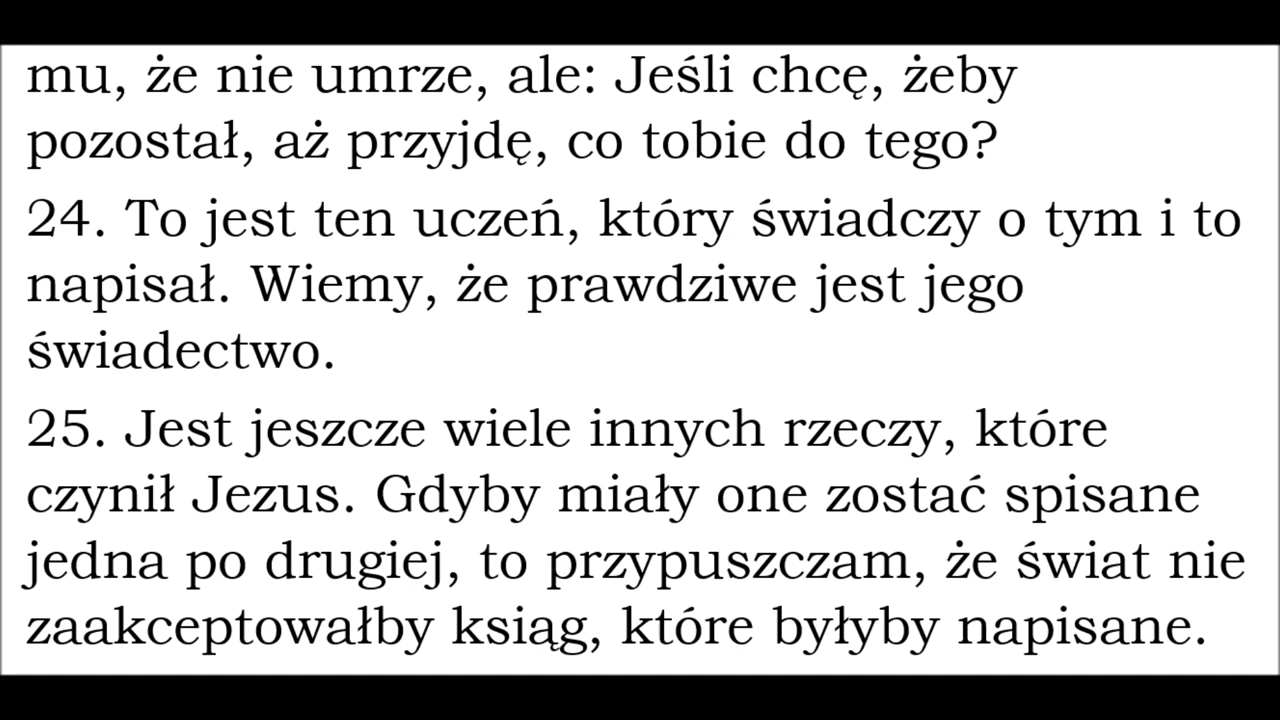 mu, że nie umrze, ale: Jeśli chcę, żeby
pozostał, aż przyjdę, co tobie do tego?
24. To jest ten uczeń, który świadczy o tym i to
napisał. Wiemy, że prawdziwe jest jego
świadectwo.
25. Jest jeszcze wiele innych rzeczy, które
czynił Jezus. Gdyby miały one zostać spisane
jedna po drugiej, to przypuszczam, że świat nie
zaakceptowałby ksiąg, które byłyby napisane.